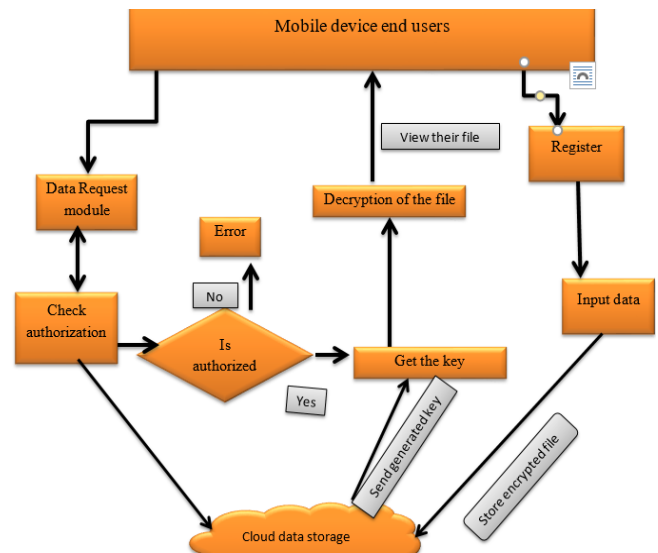 Mobile device end users
View their file
Register
Data Request
module
Decryption of the file
Error
No
Input data
Check
authorization
Is
authorized
Get the key
Yes
Send generated key
Store encrypted file
Cloud data storage